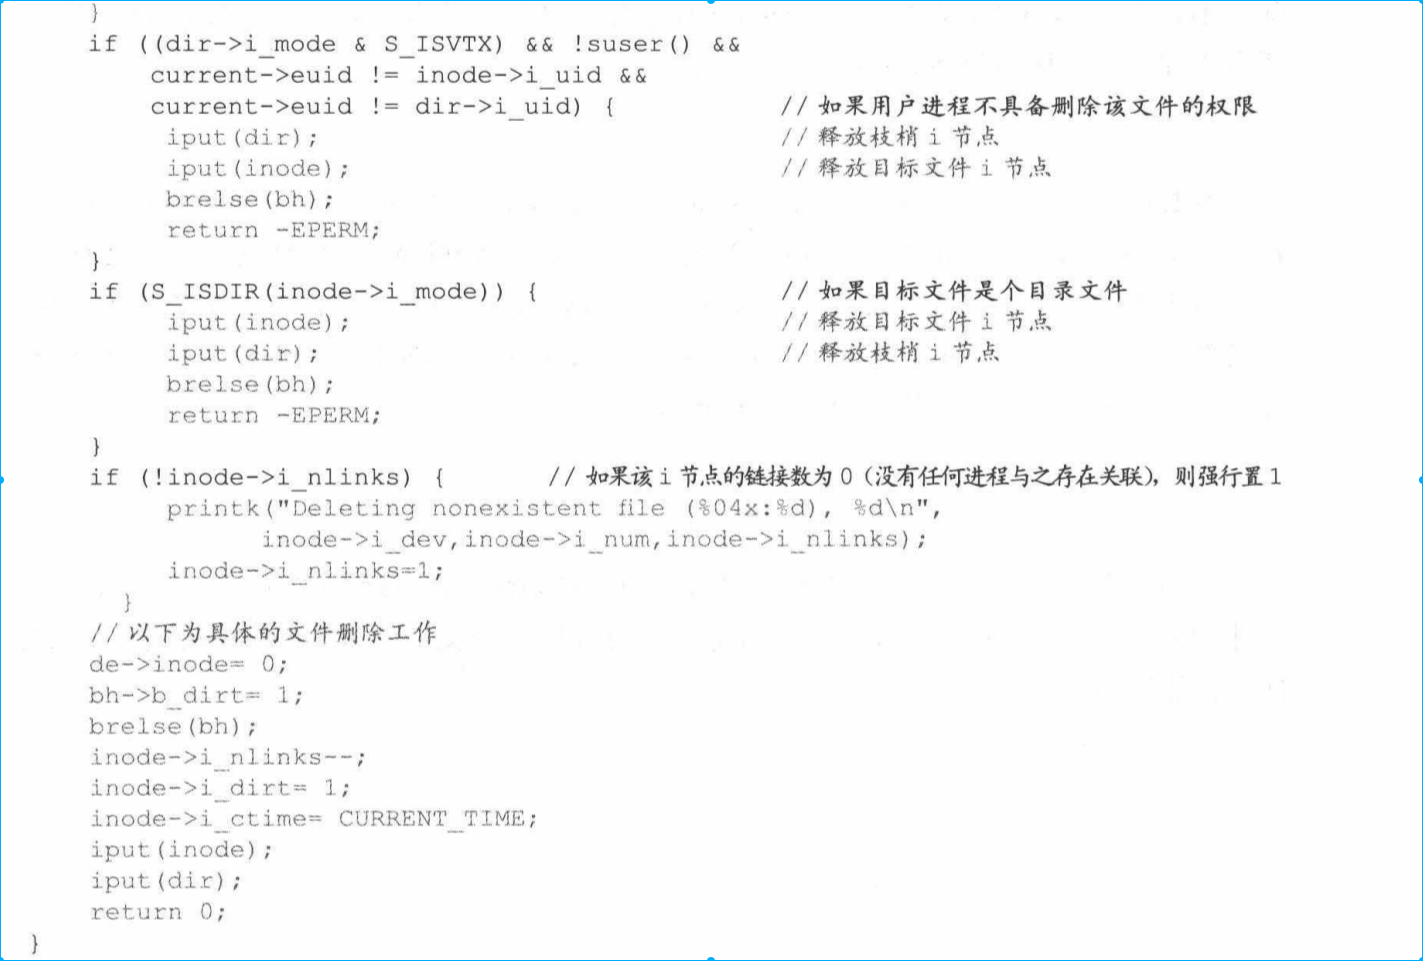 }
if ((dir->i_mode & S_ISVTX) && !suser() &&
current->euid != inode->i_uid &&
current->euid != dir->i_uid) { // 如果用户进程不具备删除该文件的权限
iput(dir); // 释放枝梢 i 节点
iput(inode); // 释放目标文件 i 节点
brelse(bh);
return -EPERM;
}
if (S_ISDIR(inode->i_mode)) { // 如果目标文件是个目录文件
iput(inode); // 释放目标文件 i 节点
iput(dir); // 释放枝梢 i 节点
brelse(bh);
return -EPERM;
}
if (!inode->i_nlinks) { // 如果该 i 节点的链接数为 0（没有任何进程与之存在关联），则强行置 1
printk("Deleting nonexistent file (%04x:%d), %d\n",
inode->i_dev,inode->i_num,inode->i_nlinks);
inode->i_nlinks=1;
}
// 以下为具体的文件删除工作
de->inode= 0;
bh->b_dirt= 1;
brelse(bh);
inode->i_nlinks--;
inode->i_dirt= 1;
inode->i_ctime= CURRENT_TIME;
iput(inode);
iput(dir);
return 0;
}